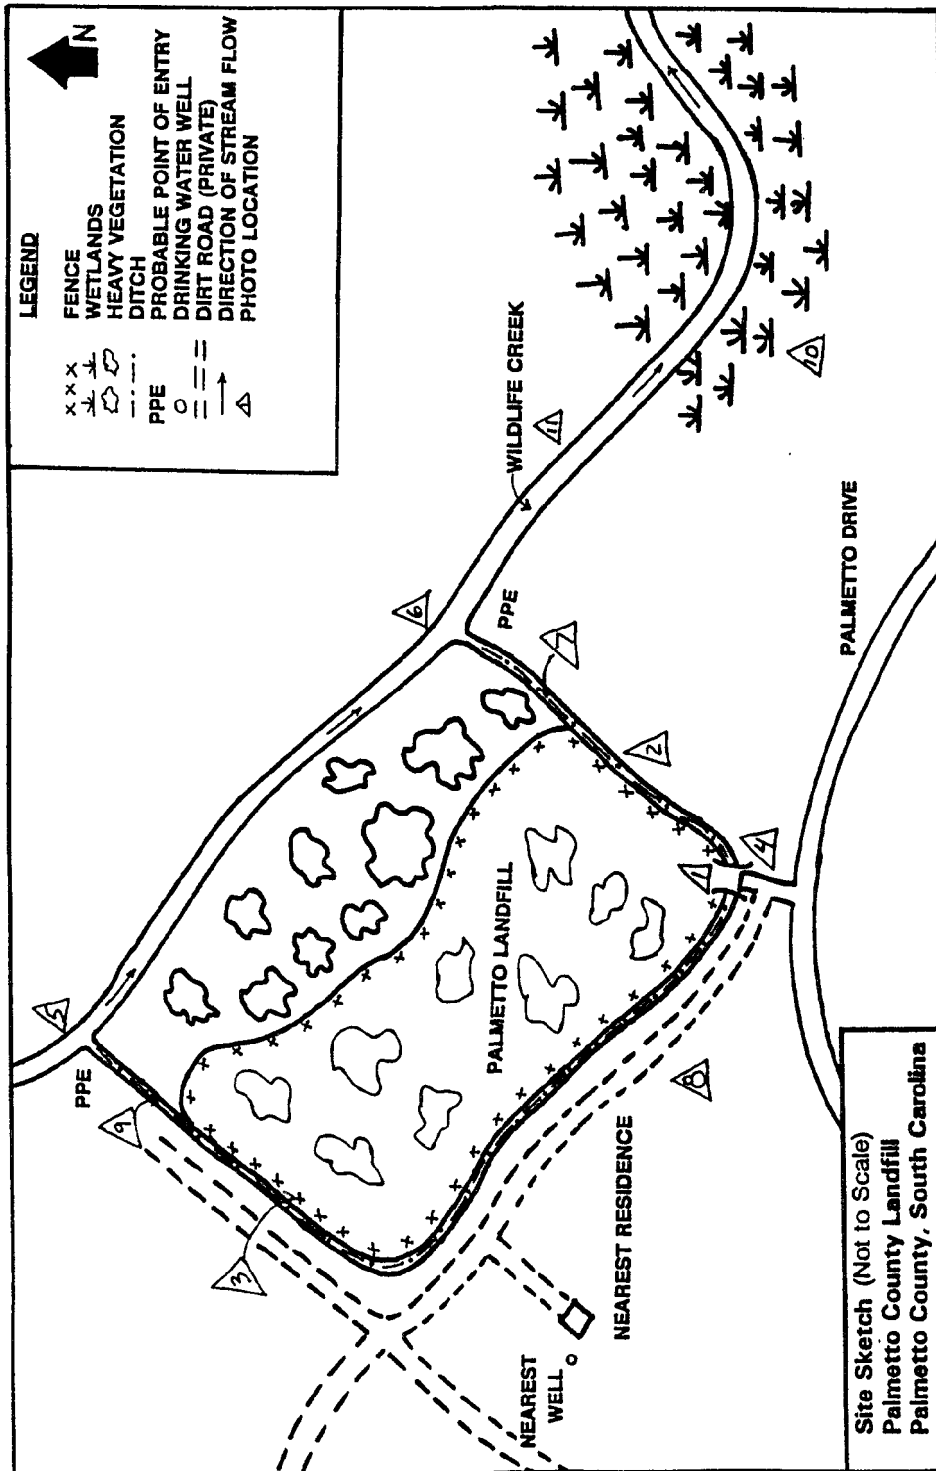 LEGEND
x x x FENCE
WETLANDS
HEAVY VEGETATION
DITCH
PPE PROBABLE POINT OF ENTRY
DRINKING WATER WELL
DIRT ROAD (PRIVATE)
DIRECTION OF STREAM FLOW
PHOTO LOCATION
N
5
PPE
9
3
6
PPE
7
2
WILDLIFE CREEK
11
10
PALMETTO LANDFILL
1
4
8
NEAREST RESIDENCE
NEAREST
WELL
PALMETTO DRIVE
Site Sketch (Not to Scale)
Palmetto County Landfill
Palmetto County, South Carolina